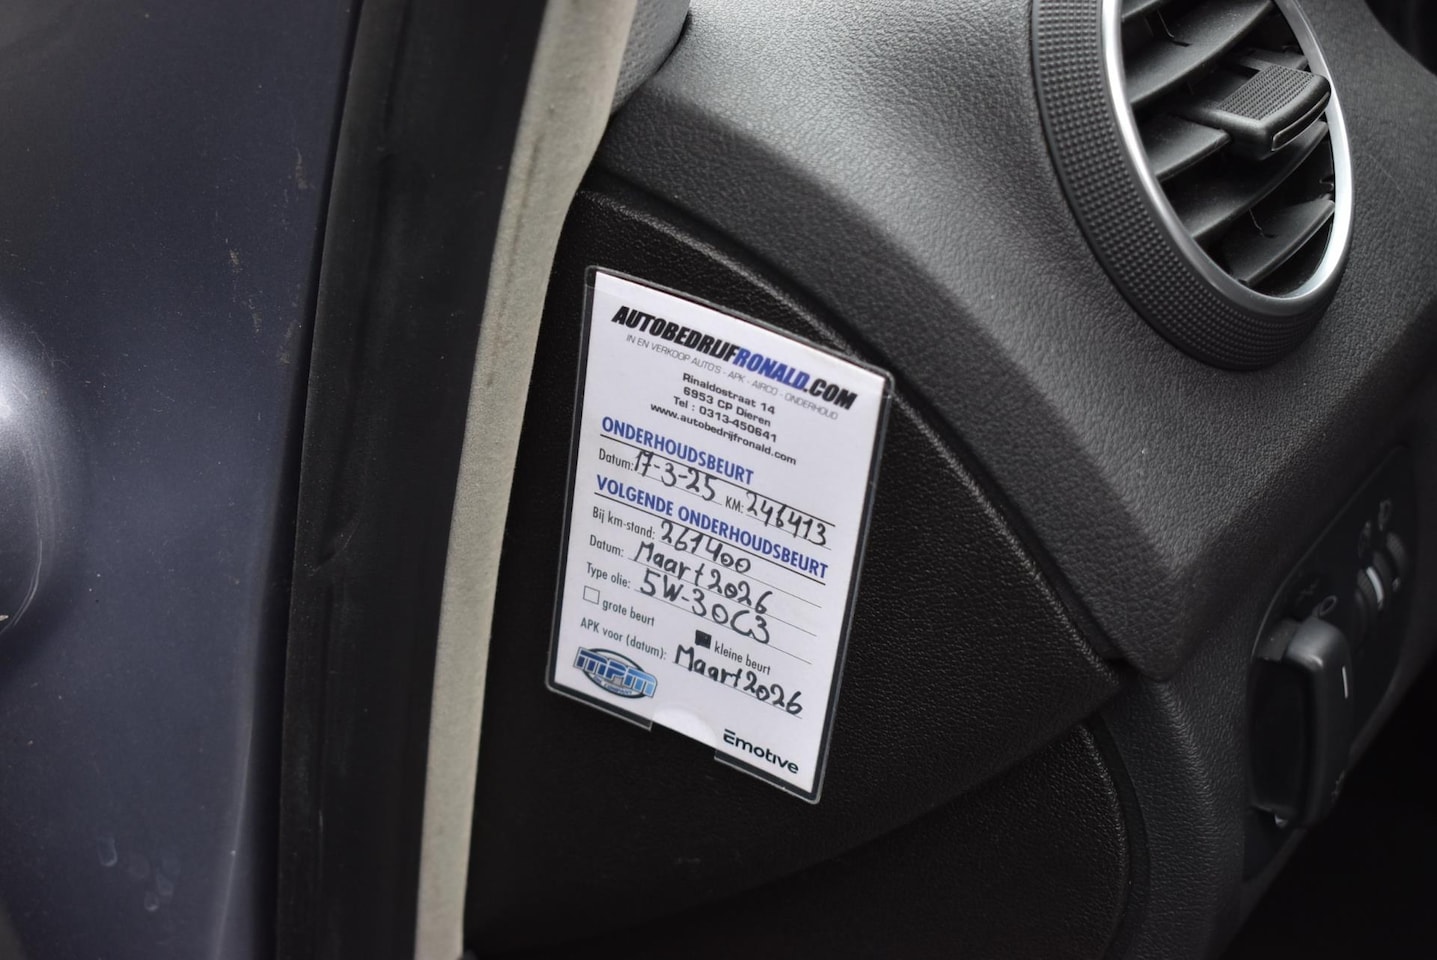 AUTOBEDRIJFRONALD.COM
IN EN VERKOOP AUTO'S - APK - AIRCO - ONDERHOUD
Rinaldostraat 14
6953 CP Dieren
Tel : 0313-450641
www.autobedrijfronald.com
ONDERHOUDSBEURT
Datum: 17-3-25 KM: 246413
VOLGENDE ONDERHOUDSBEURT
Bij km-stand: 261400
Datum: Maart 2026
Type olie: 5W-30C3
grote beurt kleine beurt
APK voor (datum): Maart 2026
MPM
Emotive